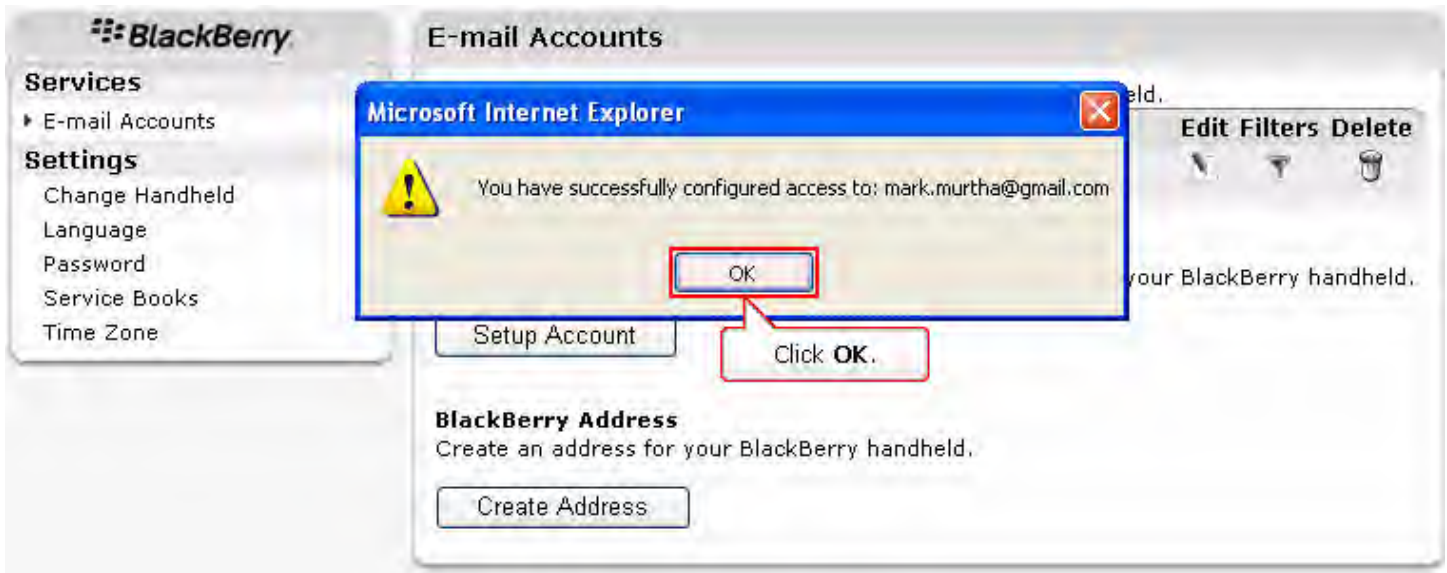 BlackBerry
Services
E-mail Accounts
Settings
Change Handheld
Language
Password
Service Books
Time Zone
E-mail Accounts
eld.
Edit Filters Delete
Microsoft Internet Explorer
You have successfully configured access to: mark.murtha@gmail.com
OK
your BlackBerry handheld.
Setup Account
Click OK.
BlackBerry Address
Create an address for your BlackBerry handheld.
Create Address